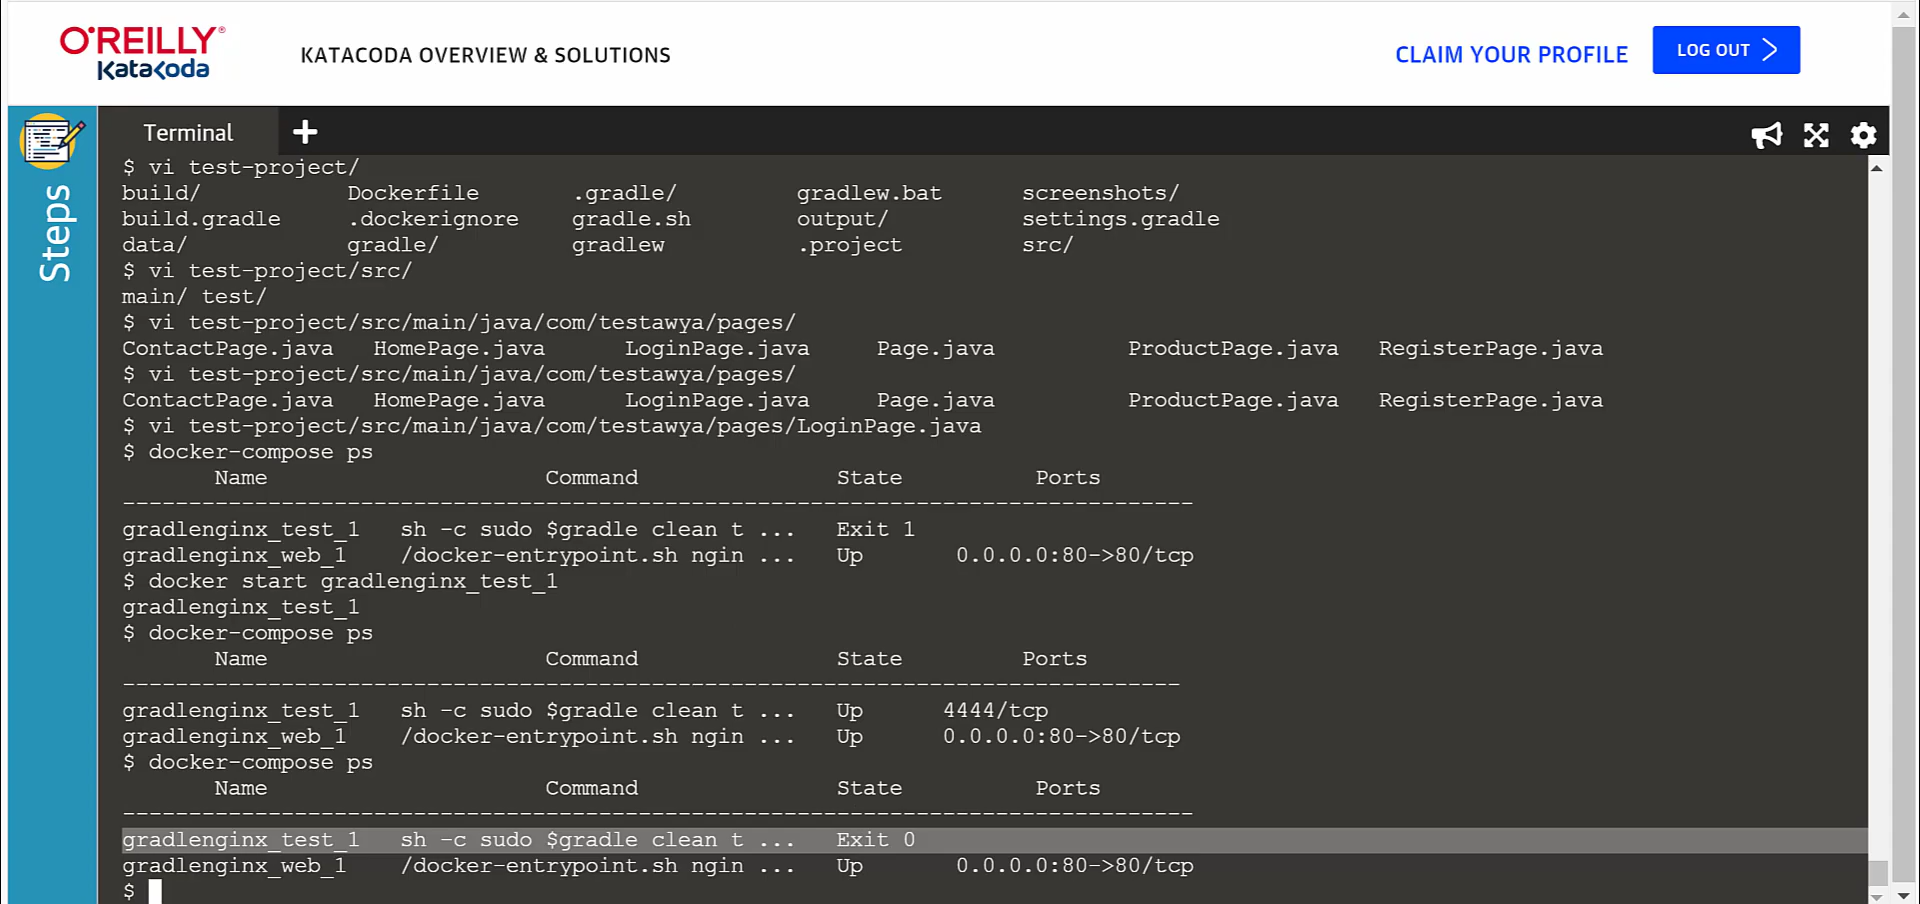 O'REILLY®
Katacoda
KATACODA OVERVIEW & SOLUTIONS
CLAIM YOUR PROFILE
LOG OUT
Steps
Terminal
$ vi test-project/
build/ Dockerfile .gradle/ gradlew.bat screenshots/
build.gradle .dockerignore gradle.sh output/ settings.gradle
data/ gradle/ gradlew .project src/
$ vi test-project/src/
main/ test/
$ vi test-project/src/main/java/com/testawya/pages/
ContactPage.java HomePage.java LoginPage.java Page.java ProductPage.java RegisterPage.java
$ vi test-project/src/main/java/com/testawya/pages/
ContactPage.java HomePage.java LoginPage.java Page.java ProductPage.java RegisterPage.java
$ vi test-project/src/main/java/com/testawya/pages/LoginPage.java
$ docker-compose ps
Name Command State Ports
---------------------------------------------------------------------------------
gradlenginx_test_1 sh -c sudo $gradle clean t ... Exit 1
gradlenginx_web_1 /docker-entrypoint.sh ngin ... Up 0.0.0.0:80->80/tcp
$ docker start gradlenginx_test_1
gradlenginx_test_1
$ docker-compose ps
Name Command State Ports
--------------------------------------------------------------------------------
gradlenginx_test_1 sh -c sudo $gradle clean t ... Up 4444/tcp
gradlenginx_web_1 /docker-entrypoint.sh ngin ... Up 0.0.0.0:80->80/tcp
$ docker-compose ps
Name Command State Ports
---------------------------------------------------------------------------------
gradlenginx_test_1 sh -c sudo $gradle clean t ... Exit 0
gradlenginx_web_1 /docker-entrypoint.sh ngin ... Up 0.0.0.0:80->80/tcp
$